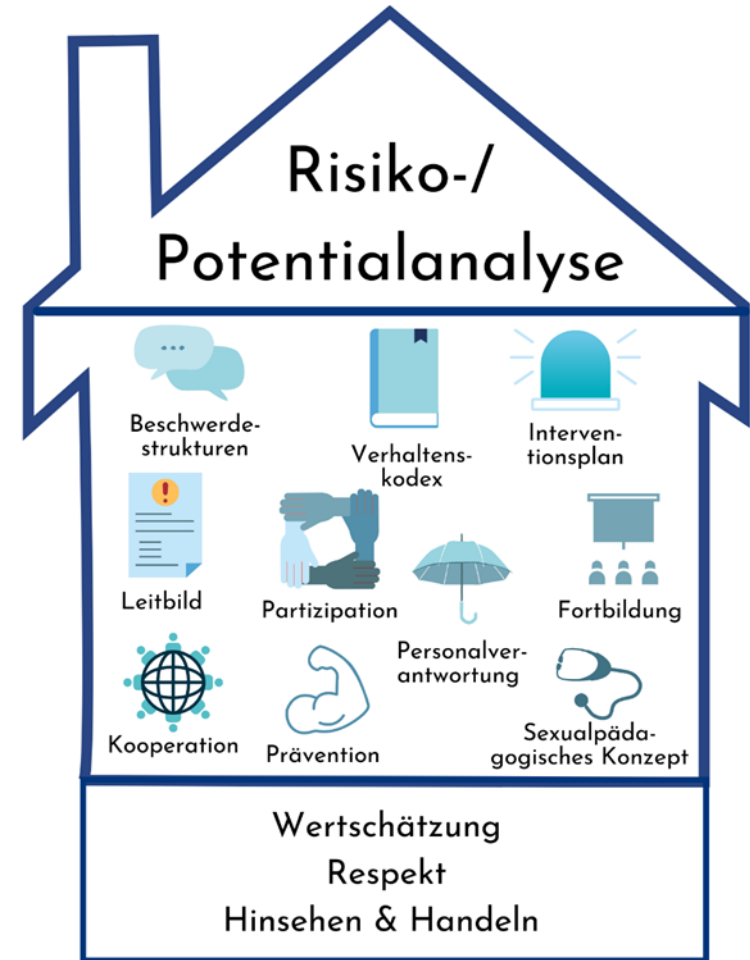 Risiko-/
Potentialanalyse
Beschwerde-
strukturen
Verhaltens-
kodex
Interven-
tionsplan
Leitbild
Partizipation
Personalver-
antwortung
Fortbildung
Kooperation
Prävention
Sexualpäda-
gogisches Konzept
Wertschätzung
Respekt
Hinsehen & Handeln